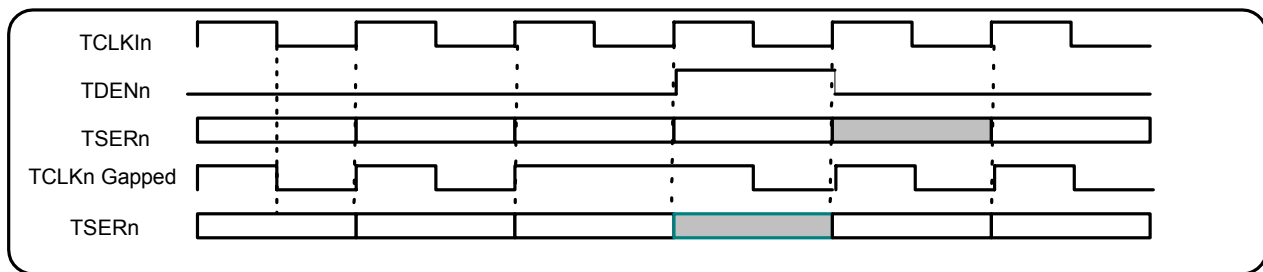 TCLKIn
TDENn
TSERn
TCLKn Gapped
TSERn